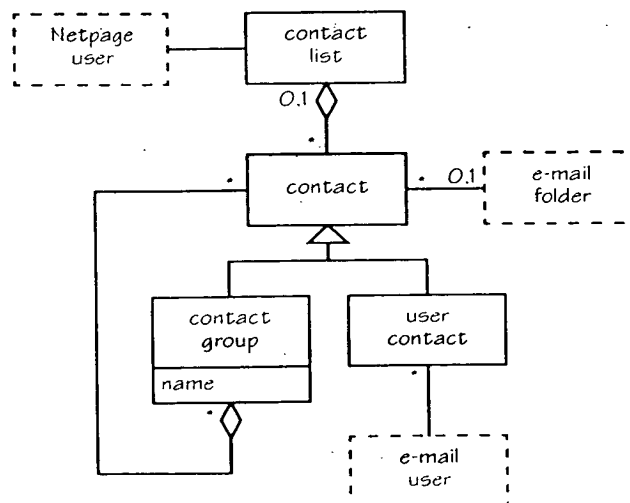 Netpage
user
contact
list
0,1
*
contact
*
*
0,1
e-mail
folder
contact
group
name
*
user
contact
*
e-mail
user